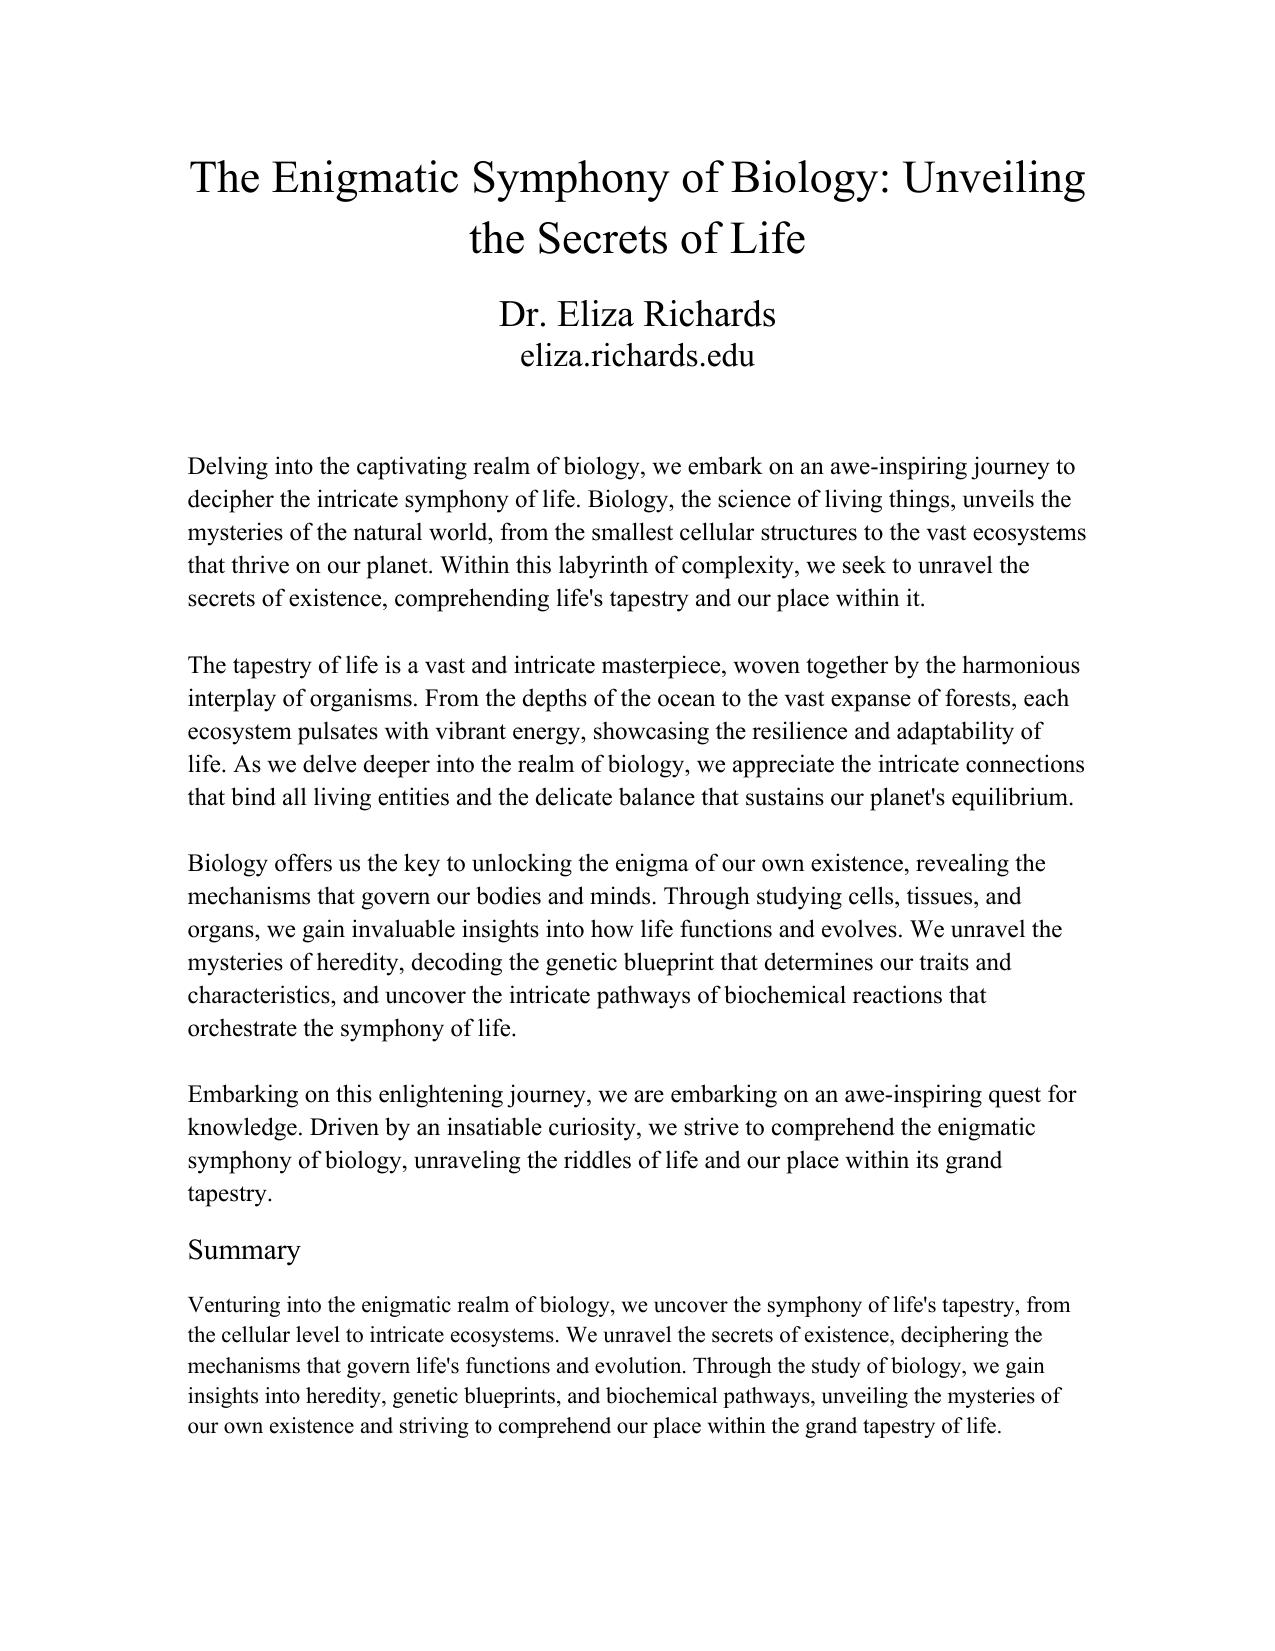 The Enigmatic Symphony of Biology: Unveiling
the Secrets of Life
Dr. Eliza Richards
eliza.richards.edu
Delving into the captivating realm of biology, we embark on an awe-inspiring journey to
decipher the intricate symphony of life. Biology, the science of living things, unveils the
mysteries of the natural world, from the smallest cellular structures to the vast ecosystems
that thrive on our planet. Within this labyrinth of complexity, we seek to unravel the
secrets of existence, comprehending life's tapestry and our place within it.
The tapestry of life is a vast and intricate masterpiece, woven together by the harmonious
interplay of organisms. From the depths of the ocean to the vast expanse of forests, each
ecosystem pulsates with vibrant energy, showcasing the resilience and adaptability of
life. As we delve deeper into the realm of biology, we appreciate the intricate connections
that bind all living entities and the delicate balance that sustains our planet's equilibrium.
Biology offers us the key to unlocking the enigma of our own existence, revealing the
mechanisms that govern our bodies and minds. Through studying cells, tissues, and
organs, we gain invaluable insights into how life functions and evolves. We unravel the
mysteries of heredity, decoding the genetic blueprint that determines our traits and
characteristics, and uncover the intricate pathways of biochemical reactions that
orchestrate the symphony of life.
Embarking on this enlightening journey, we are embarking on an awe-inspiring quest for
knowledge. Driven by an insatiable curiosity, we strive to comprehend the enigmatic
symphony of biology, unraveling the riddles of life and our place within its grand
tapestry.
Summary
Venturing into the enigmatic realm of biology, we uncover the symphony of life's tapestry, from
the cellular level to intricate ecosystems. We unravel the secrets of existence, deciphering the
mechanisms that govern life's functions and evolution. Through the study of biology, we gain
insights into heredity, genetic blueprints, and biochemical pathways, unveiling the mysteries of
our own existence and striving to comprehend our place within the grand tapestry of life.